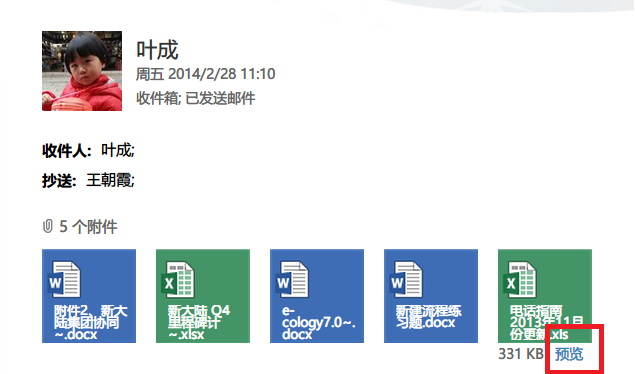 叶成
周五 2014/2/28 11:10
收件箱; 已发送邮件
收件人: 叶成;
抄送: 王朝霞;
5 个附件
附件2、新大
陆集团协同
~.docx
新大陆 Q4
里程碑计
~.xlsx
e-
cology7.0~.
docx
新建流程练
习题.docx
电话指南
2013年11月
份更新.xls
331 KB 预览